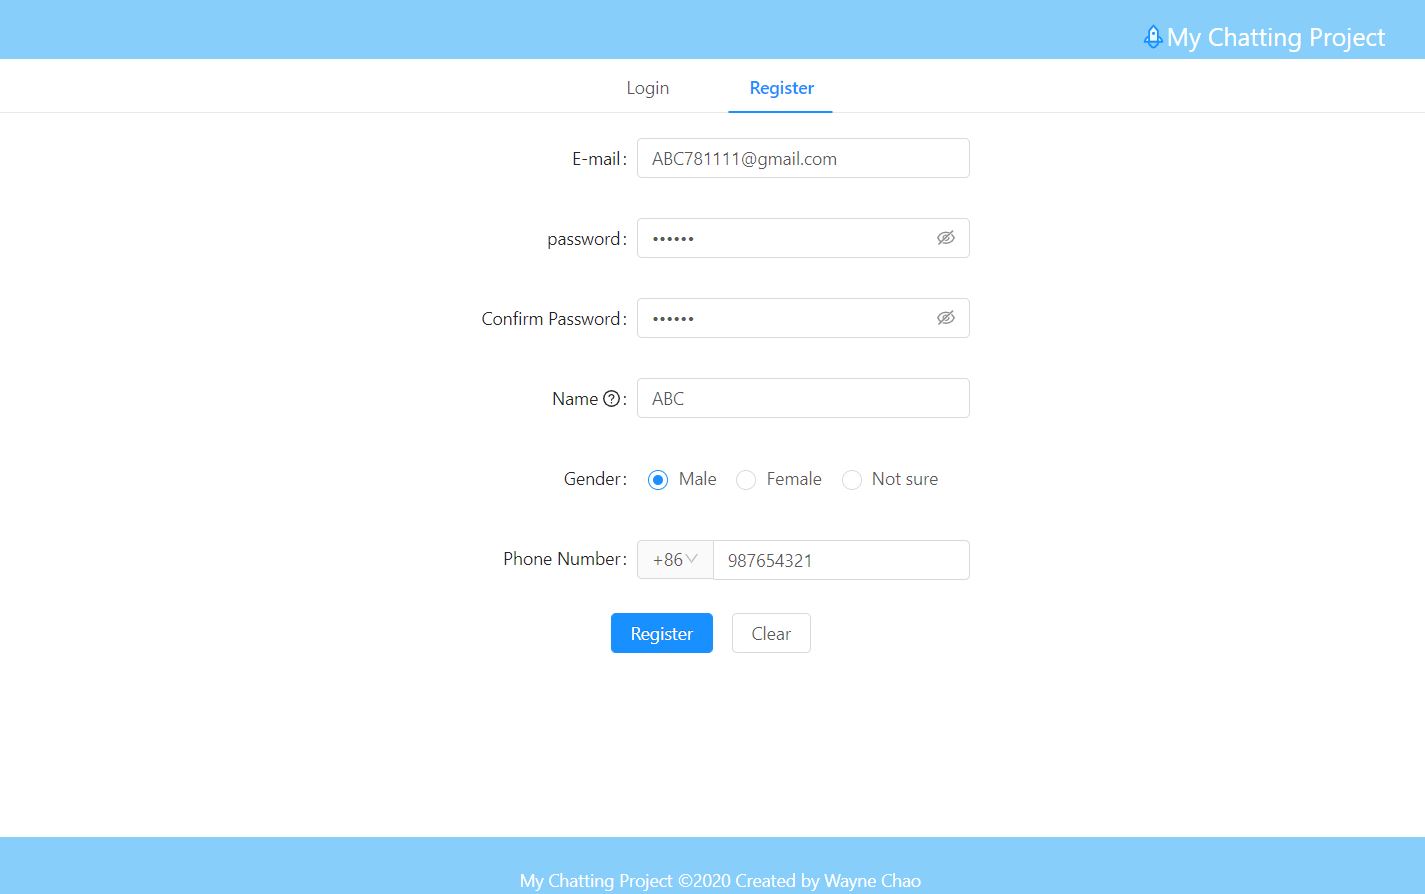 My Chatting Project
Login Register
E-mail: ABC781111@gmail.com
password: ••••••
Confirm Password: ••••••
Name ?: ABC
Gender: Male Female Not sure
Phone Number: +86 987654321
Register Clear
My Chatting Project ©2020 Created by Wayne Chao